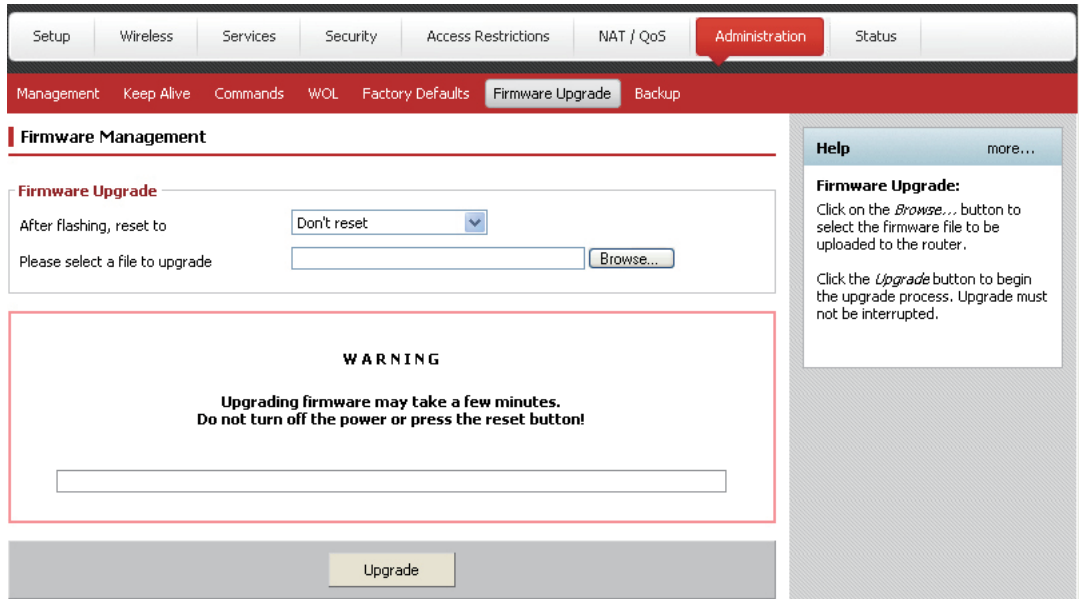 Setup Wireless Services Security Access Restrictions NAT / QoS Administration Status
Management Keep Alive Commands WOL Factory Defaults Firmware Upgrade Backup
Firmware Management
Firmware Upgrade
After flashing, reset to Don't reset
Please select a file to upgrade Browse...
WARNING
Upgrading firmware may take a few minutes.
Do not turn off the power or press the reset button!
Upgrade
Help more...
Firmware Upgrade:
Click on the Browse... button to
select the firmware file to be
uploaded to the router.
Click the Upgrade button to begin
the upgrade process. Upgrade must
not be interrupted.